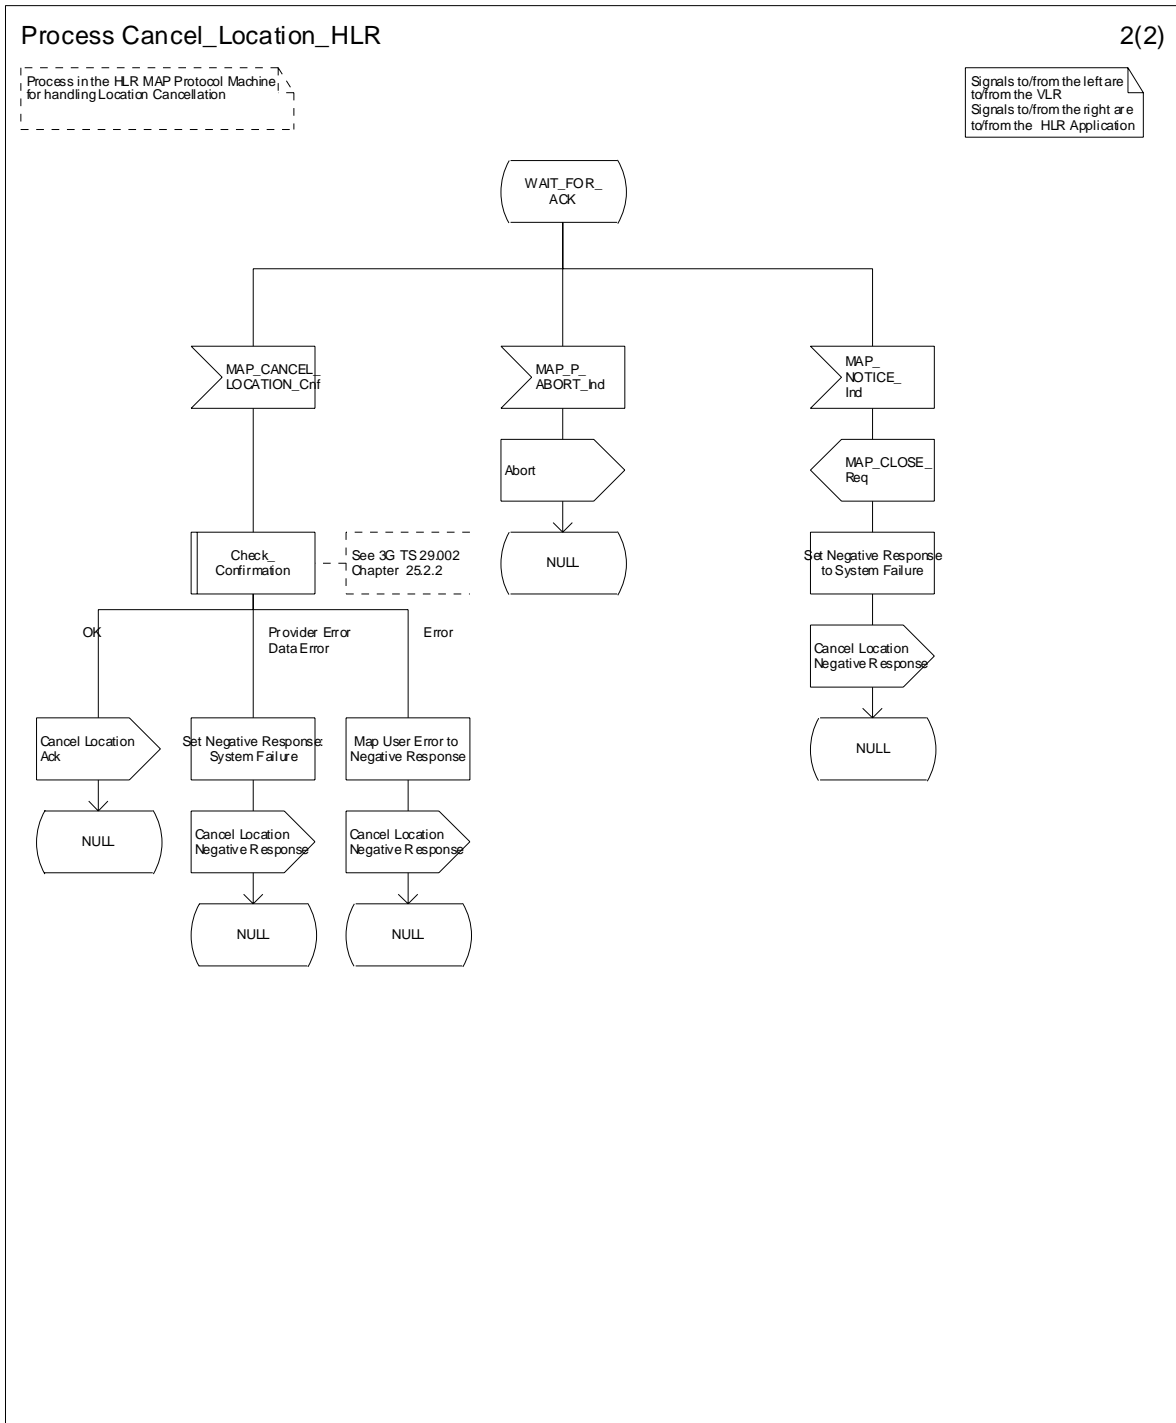 Process Cancel_Location_HLR
2(2)
Process in the HLR MAP Protocol Machine
for handling Location Cancellation
Signals to/from the left are
to/from the VLR
Signals to/from the right are
to/from the HLR Application
WAIT_FOR_
ACK
MAP_CANCEL_
LOCATION_Cnf
MAP_P_
ABORT_Ind
MAP_
NOTICE_
Ind
Abort
MAP_CLOSE_
Req
Check_
Confirmation
See 3G TS 29.002
Chapter 25.2.2
NULL
Set Negative Response
to System Failure
OK
Provider Error
Data Error
Error
Cancel Location
Negative Response
Cancel Location
Ack
Set Negative Response:
System Failure
Map User Error to
Negative Response
NULL
NULL
Cancel Location
Negative Response
Cancel Location
Negative Response
NULL
NULL